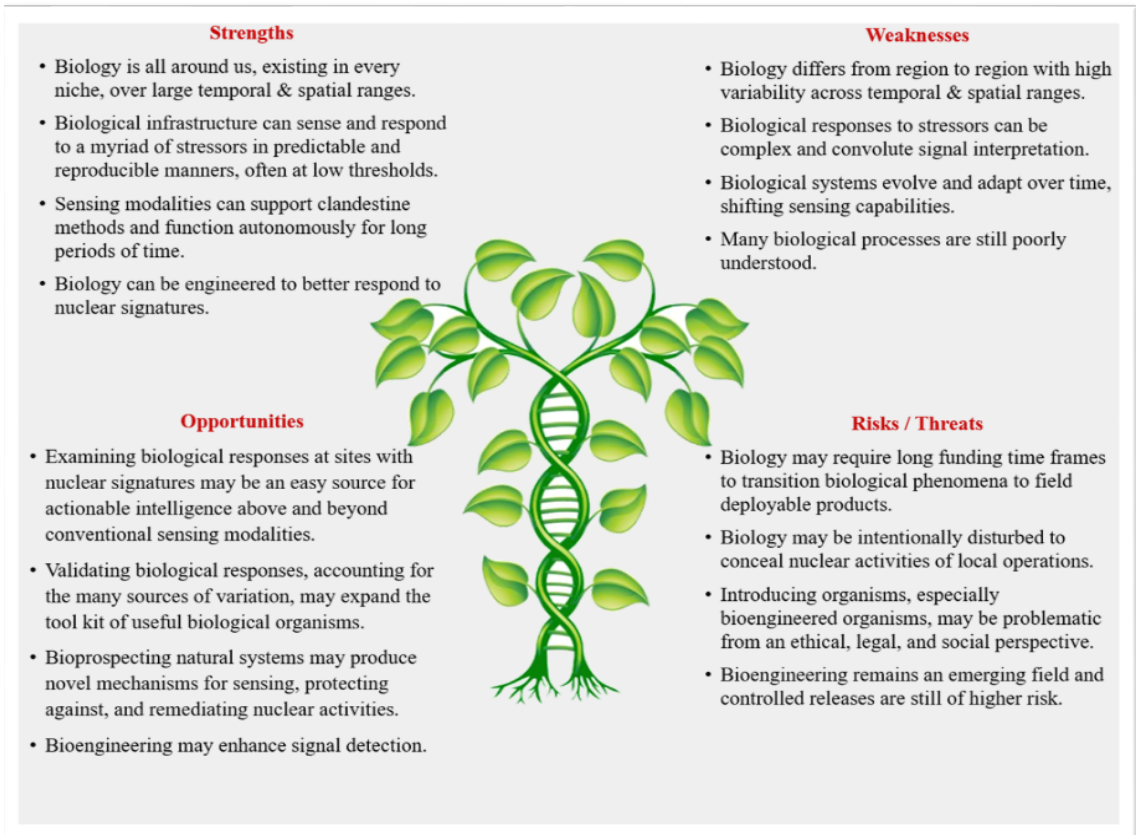 Strengths
• Biology is all around us, existing in every
niche, over large temporal & spatial ranges.
• Biological infrastructure can sense and respond
to a myriad of stressors in predictable and
reproducible manners, often at low thresholds.
• Sensing modalities can support clandestine
methods and function autonomously for long
periods of time.
• Biology can be engineered to better respond to
nuclear signatures.
Weaknesses
• Biology differs from region to region with high
variability across temporal & spatial ranges.
• Biological responses to stressors can be
complex and convolute signal interpretation.
• Biological systems evolve and adapt over time,
shifting sensing capabilities.
• Many biological processes are still poorly
understood.
Opportunities
• Examining biological responses at sites with
nuclear signatures may be an easy source for
actionable intelligence above and beyond
conventional sensing modalities.
• Validating biological responses, accounting for
the many sources of variation, may expand the
tool kit of useful biological organisms.
• Bioprospecting natural systems may produce
novel mechanisms for sensing, protecting
against, and remediating nuclear activities.
• Bioengineering may enhance signal detection.
Risks / Threats
• Biology may require long funding time frames
to transition biological phenomena to field
deployable products.
• Biology may be intentionally disturbed to
conceal nuclear activities of local operations.
• Introducing organisms, especially
bioengineered organisms, may be problematic
from an ethical, legal, and social perspective.
• Bioengineering remains an emerging field and
controlled releases are still of higher risk.